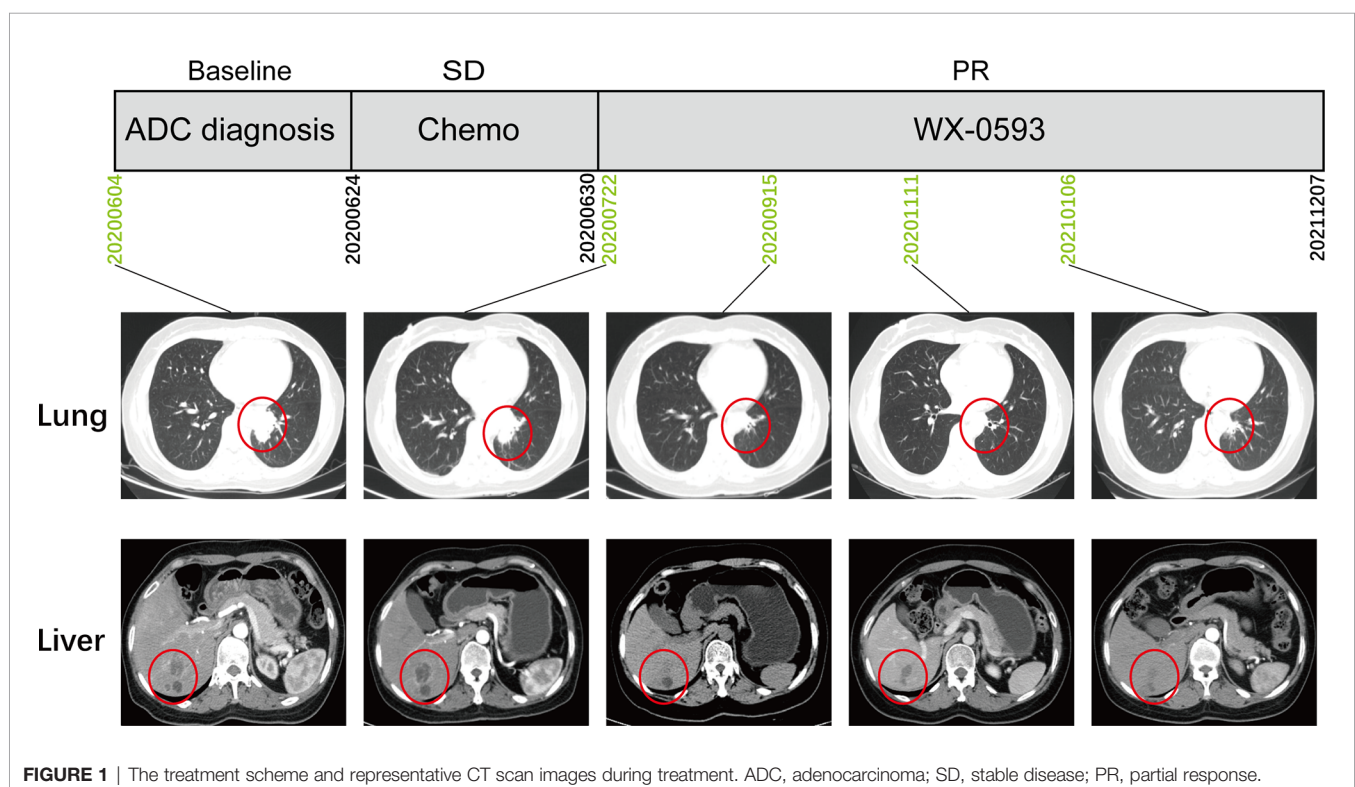 Baseline SD PR
ADC diagnosis Chemo WX-0593
20200604 20200624 20200630 20200722 20200915 20201111 20210106 20211207
Lung
Liver
FIGURE 1 | The treatment scheme and representative CT scan images during treatment. ADC, adenocarcinoma; SD, stable disease; PR, partial response.